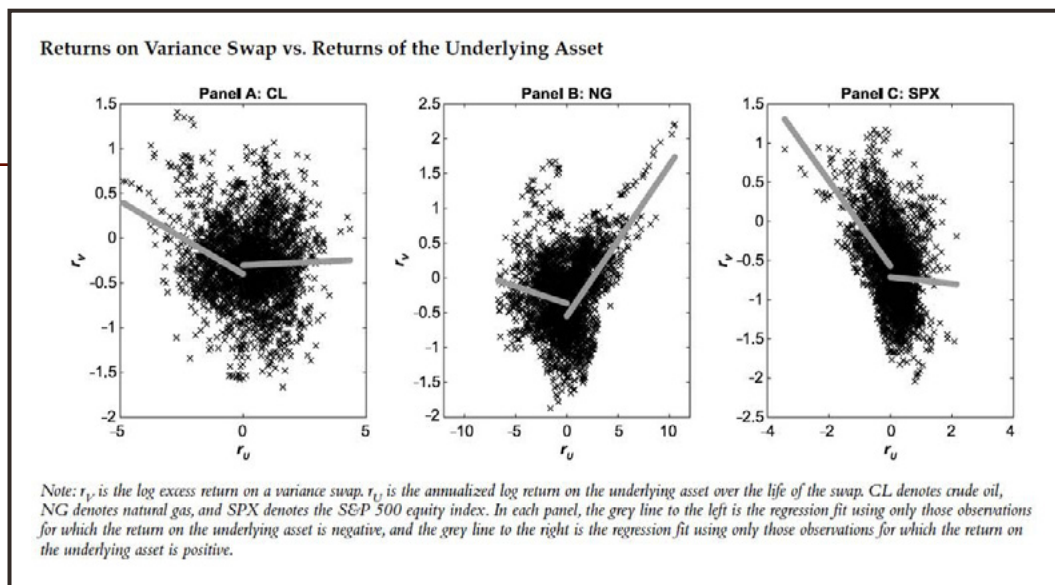 Returns on Variance Swap vs. Returns of the Underlying Asset
Panel A: CL
1.5
1
0.5
0
-0.5
-1
-1.5
-2
-5
0
5
r_V
r_U
Panel B: NG
2.5
2
1.5
1
0.5
0
-0.5
-1
-1.5
-2
-10
-5
0
5
10
r_V
r_U
Panel C: SPX
1.5
1
0.5
0
-0.5
-1
-1.5
-2
-2.5
-4
-2
0
2
4
r_V
r_U
Note: r_V is the log excess return on a variance swap. r_U is the annualized log return on the underlying asset over the life of the swap. CL denotes crude oil,
NG denotes natural gas, and SPX denotes the S&P 500 equity index. In each panel, the grey line to the left is the regression fit using only those observations
for which the return on the underlying asset is negative, and the grey line to the right is the regression fit using only those observations for which the return on
the underlying asset is positive.